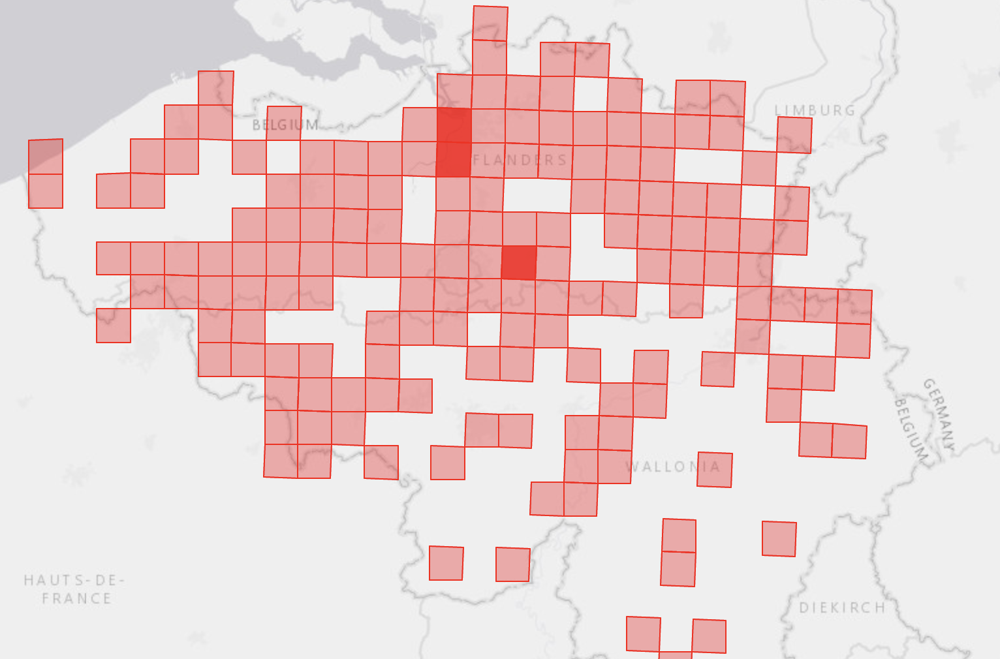 LIMBURG
BELGIUM
FLANDERS
GERMANY
BELGIUM
WALLONIA
HAUTS-DE-
FRANCE
DIEKIRCH